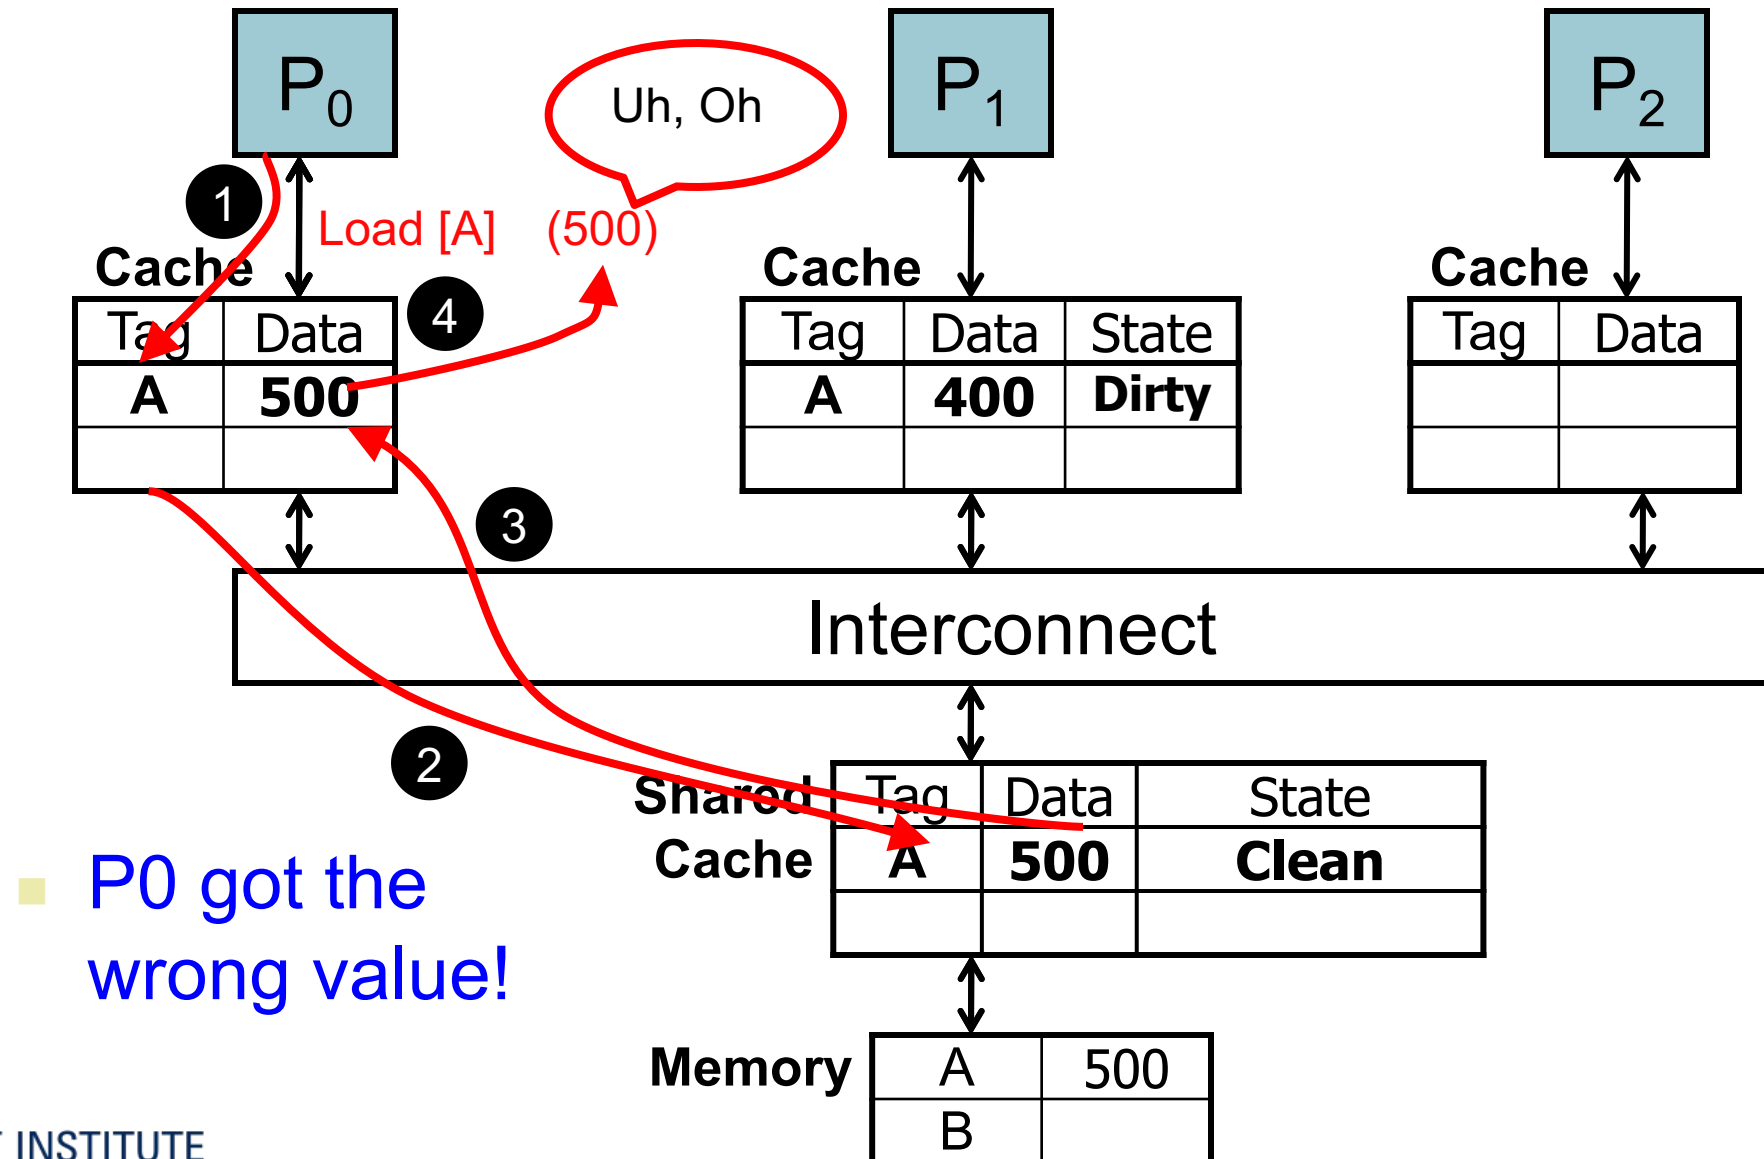 P0
P1
P2
Uh, Oh
1
Load [A] (500)
Cache
Cache
Cache
4
Tag Data
A 500
Tag Data State
A 400 Dirty
Tag Data
3
Interconnect
2
Shared Cache
Tag Data State
A 500 Clean
P0 got the
wrong value!
Memory
A 500
B
INSTITUTE